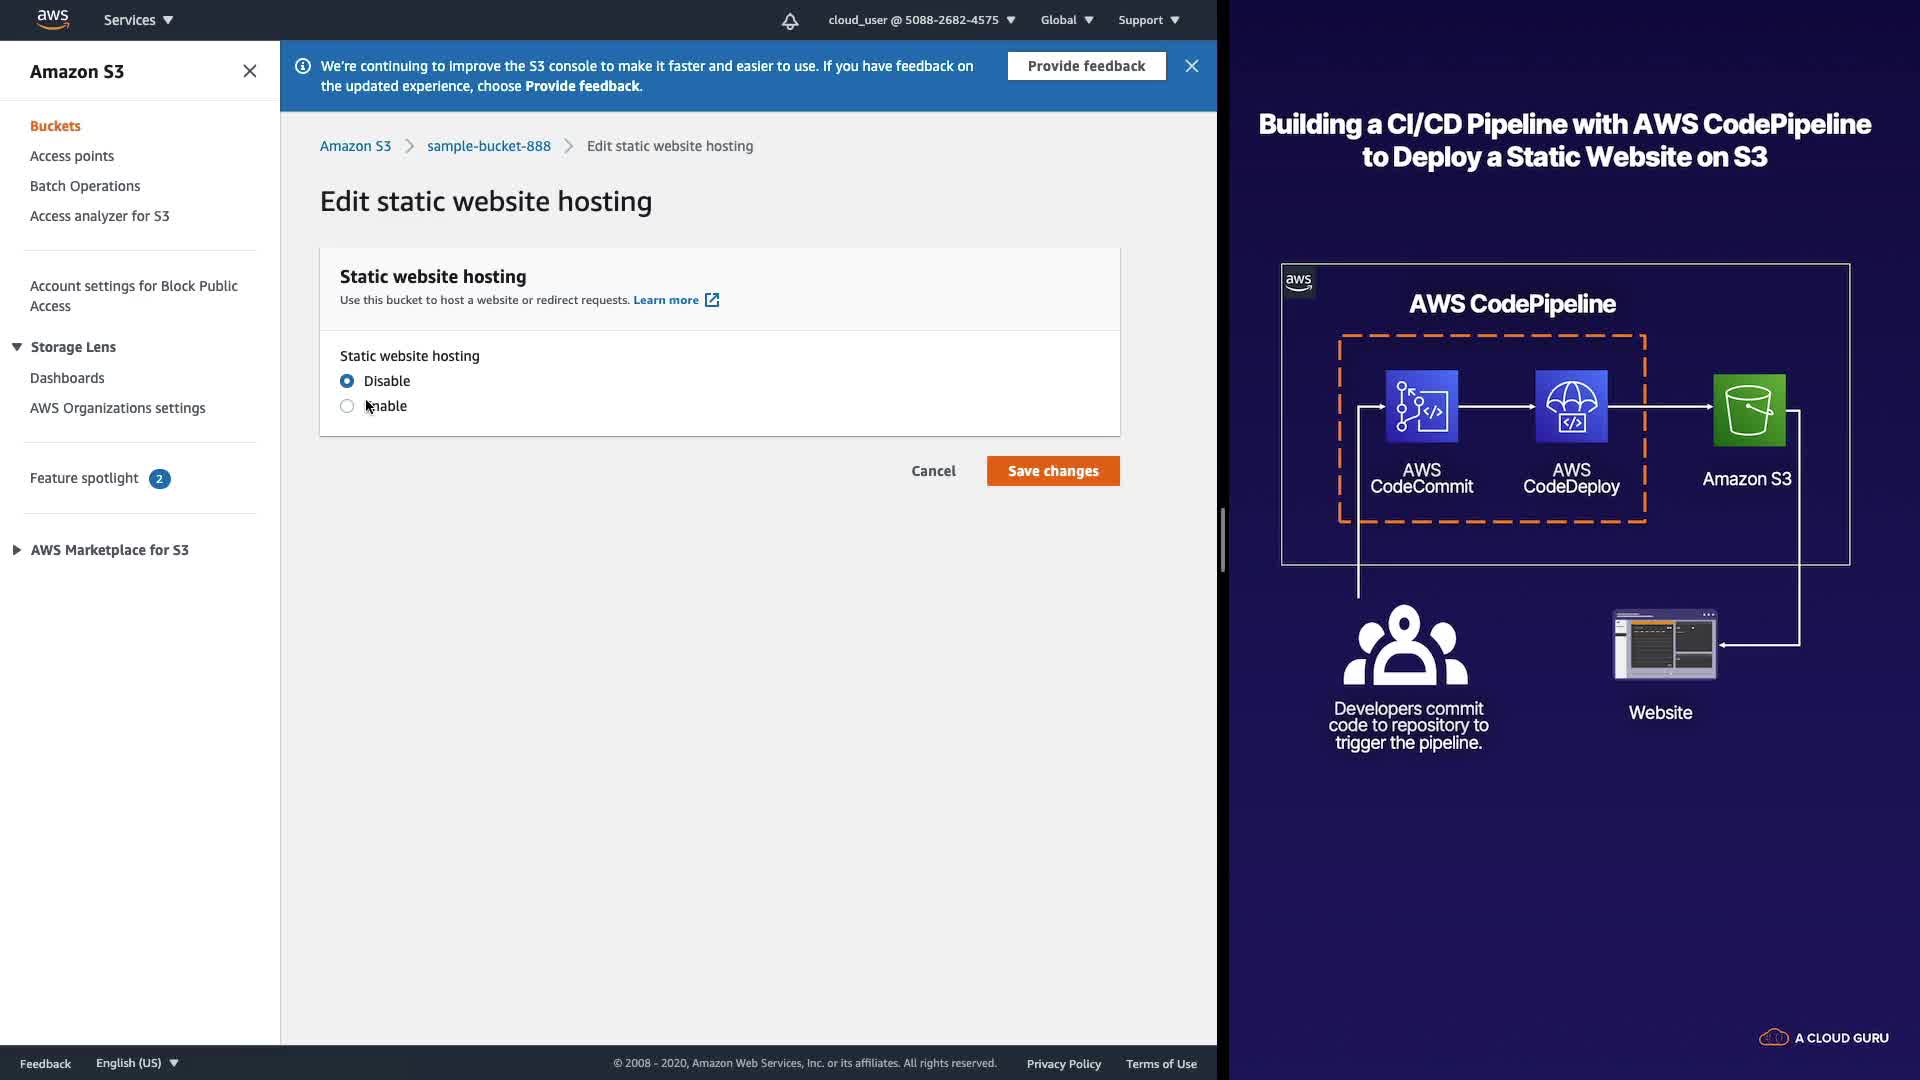 aws
Services
cloud_user @ 5088-2682-4575
Global
Support
Amazon S3
Buckets
Access points
Batch Operations
Access analyzer for S3
Account settings for Block Public
Access
Storage Lens
Dashboards
AWS Organizations settings
Feature spotlight 2
AWS Marketplace for S3
We're continuing to improve the S3 console to make it faster and easier to use. If you have feedback on
the updated experience, choose Provide feedback.
Provide feedback
Amazon S3
sample-bucket-888
Edit static website hosting
Edit static website hosting
Static website hosting
Use this bucket to host a website or redirect requests. Learn more
Static website hosting
Disable
Enable
Cancel
Save changes
Feedback
English (US)
© 2008 - 2020, Amazon Web Services, Inc. or its affiliates. All rights reserved.
Privacy Policy
Terms of Use
Building a CI/CD Pipeline with AWS CodePipeline
to Deploy a Static Website on S3
aws
AWS CodePipeline
AWS
CodeCommit
AWS
CodeDeploy
Amazon S3
Developers commit
code to repository to
trigger the pipeline.
Website
A CLOUD GURU